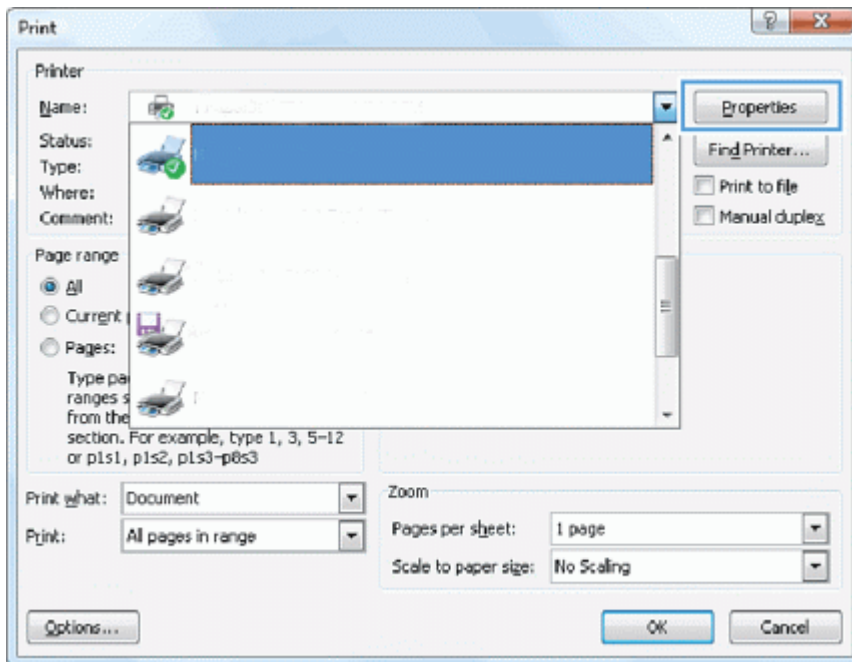 Print
Printer
Name:
Properties
Status:
Find Printer...
Type:
Print to file
Where:
Manual duplex
Comment:
Page range
All
Current
Pages:
Type
ranges
from the
section. For example, type 1, 3, 5-12
or p1s1, p1s2, p1s3-p8s3
Print what: Document
Print: All pages in range
Zoom
Pages per sheet: 1 page
Scale to paper size: No Scaling
Options...
OK
Cancel